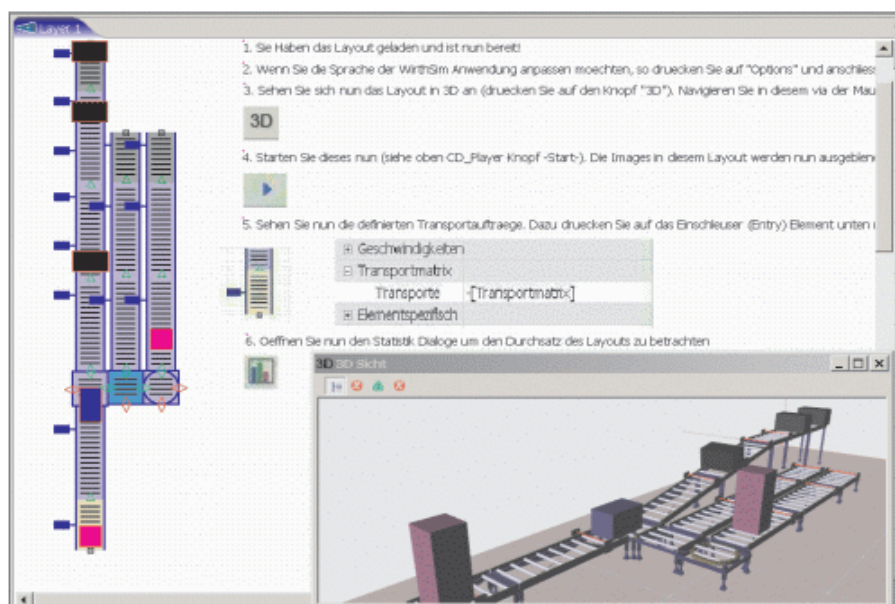 Layer 1
1. Sie Haben das Layout geladen und ist nun bereit!
2. Wenn Sie die Sprache der WirthSim Anwendung anpassen moechten, so druecken Sie auf "Options" und anschliess
3. Sehen Sie sich nun das Layout in 3D an (druecken Sie auf den Knopf "3D"). Navigieren Sie in diesem via der Mau
3D
4. Starten Sie dieses nun (siehe oben CD_Player Knopf -Start-). Die Images in diesem Layout werden nun ausgeblen
5. Sehen Sie nun die definierten Transportauftraege. Dazu druecken Sie auf das Einschleuser (Entry) Element unten
Geschwindigkeiten
Transportmatrix
Transporte -[Transportmatrix]
Elementspezifisch
6. Oeffnen Sie nun den Statistik Dialoge um den Durchsatz des Layouts zu betrachten
3D 3D Sicht